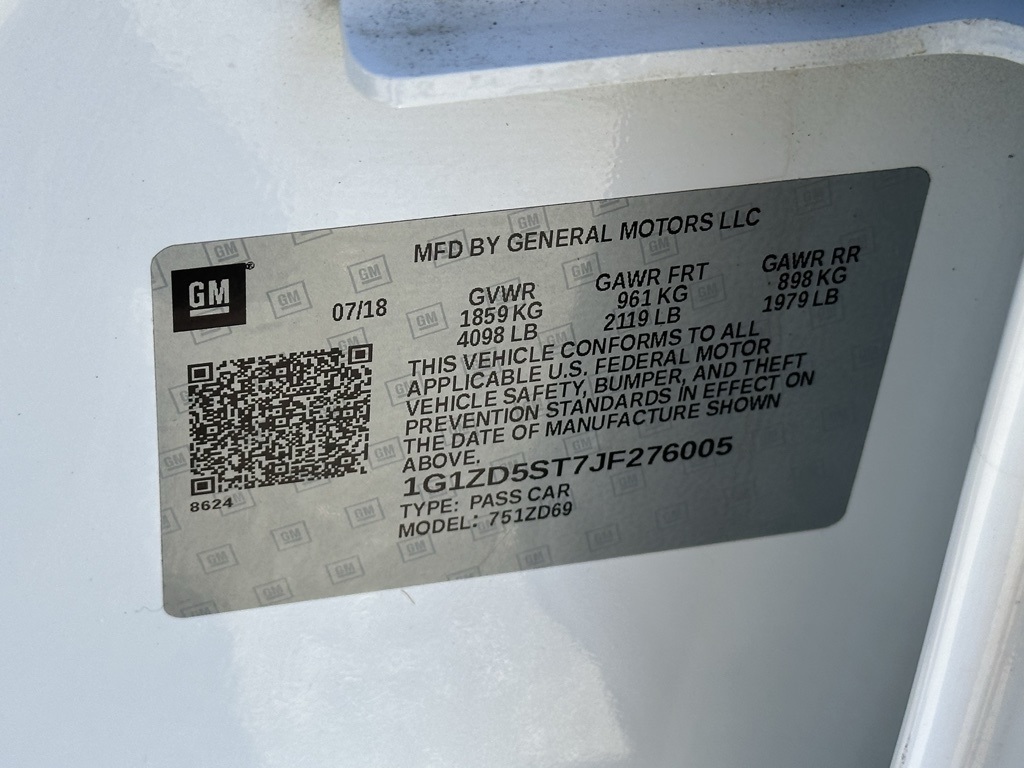 MFD BY GENERAL MOTORS LLC
GM
07/18
GVWR
1859 KG
4098 LB
GAWR FRT
961 KG
2119 LB
GAWR RR
898 KG
1979 LB
THIS VEHICLE CONFORMS TO ALL
APPLICABLE U.S. FEDERAL MOTOR
VEHICLE SAFETY, BUMPER, AND THEFT
PREVENTION STANDARDS IN EFFECT ON
THE DATE OF MANUFACTURE SHOWN
ABOVE.
1G1ZD5ST7JF276005
TYPE: PASS CAR
MODEL: 751ZD69
8624